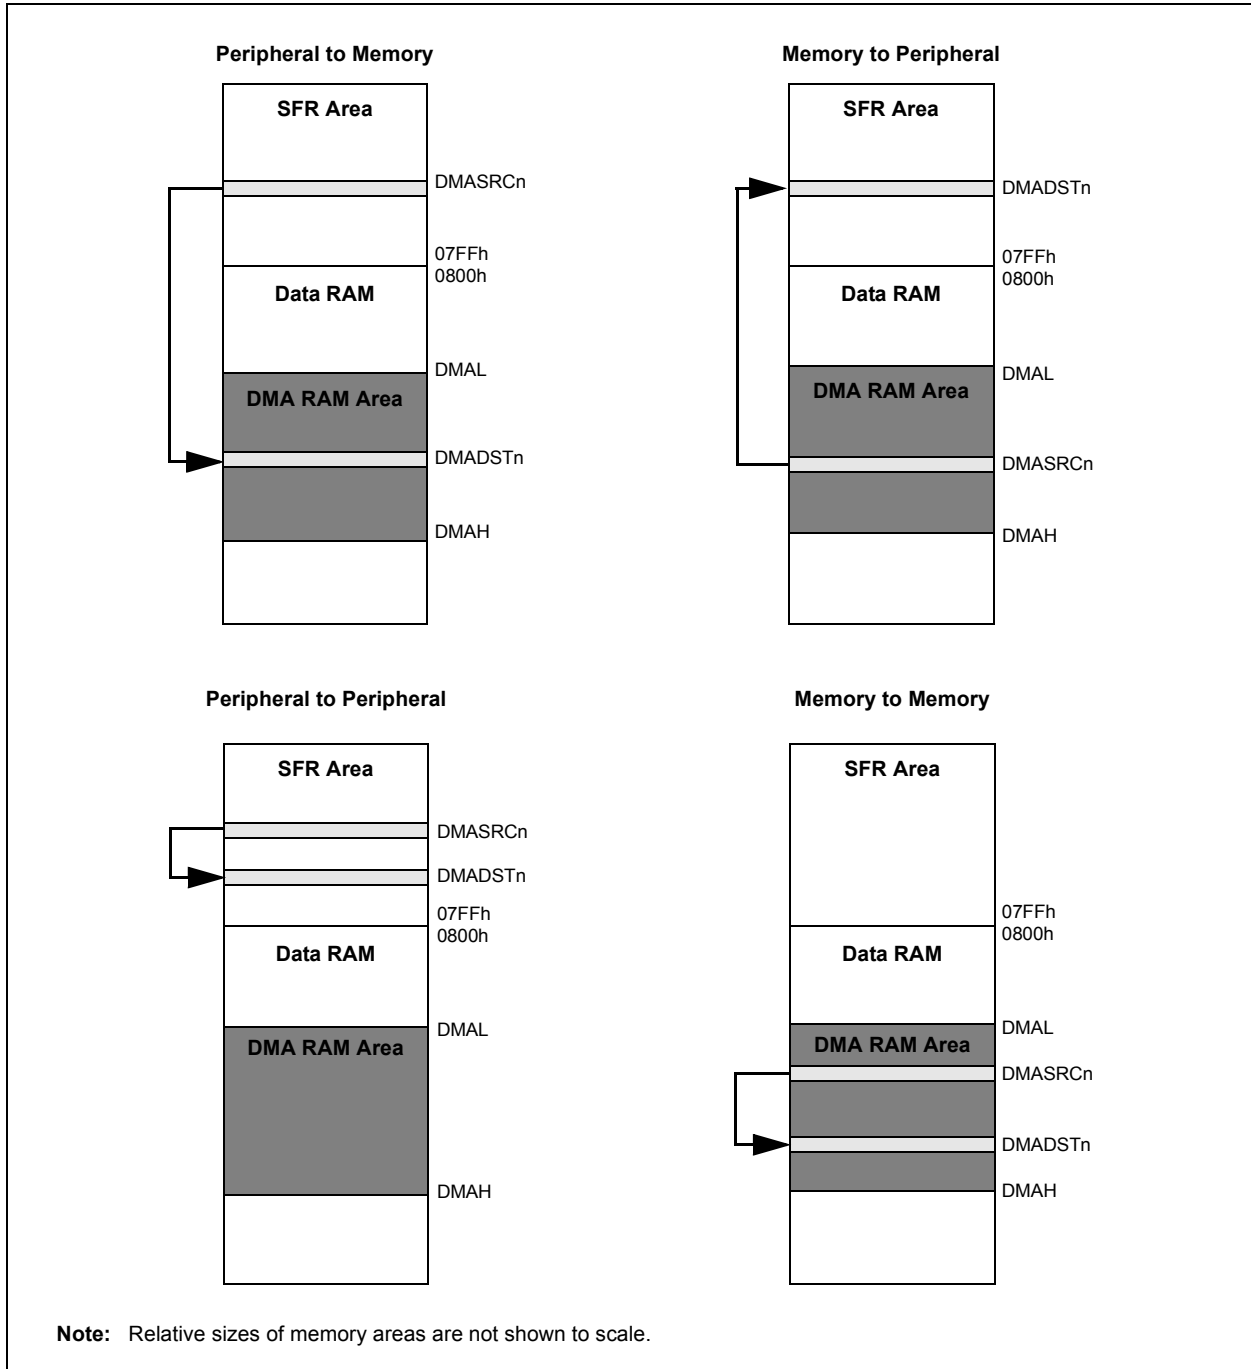 Peripheral to Memory
SFR Area
DMASRCn
07FFh
0800h
Data RAM
DMAL
DMA RAM Area
DMADSTn
DMAH
Memory to Peripheral
SFR Area
DMADSTn
07FFh
0800h
Data RAM
DMAL
DMA RAM Area
DMASRCn
DMAH
Peripheral to Peripheral
SFR Area
DMASRCn
DMADSTn
07FFh
0800h
Data RAM
DMAL
DMA RAM Area
DMAH
Memory to Memory
SFR Area
07FFh
0800h
Data RAM
DMAL
DMA RAM Area
DMASRCn
DMADSTn
DMAH
Note: Relative sizes of memory areas are not shown to scale.